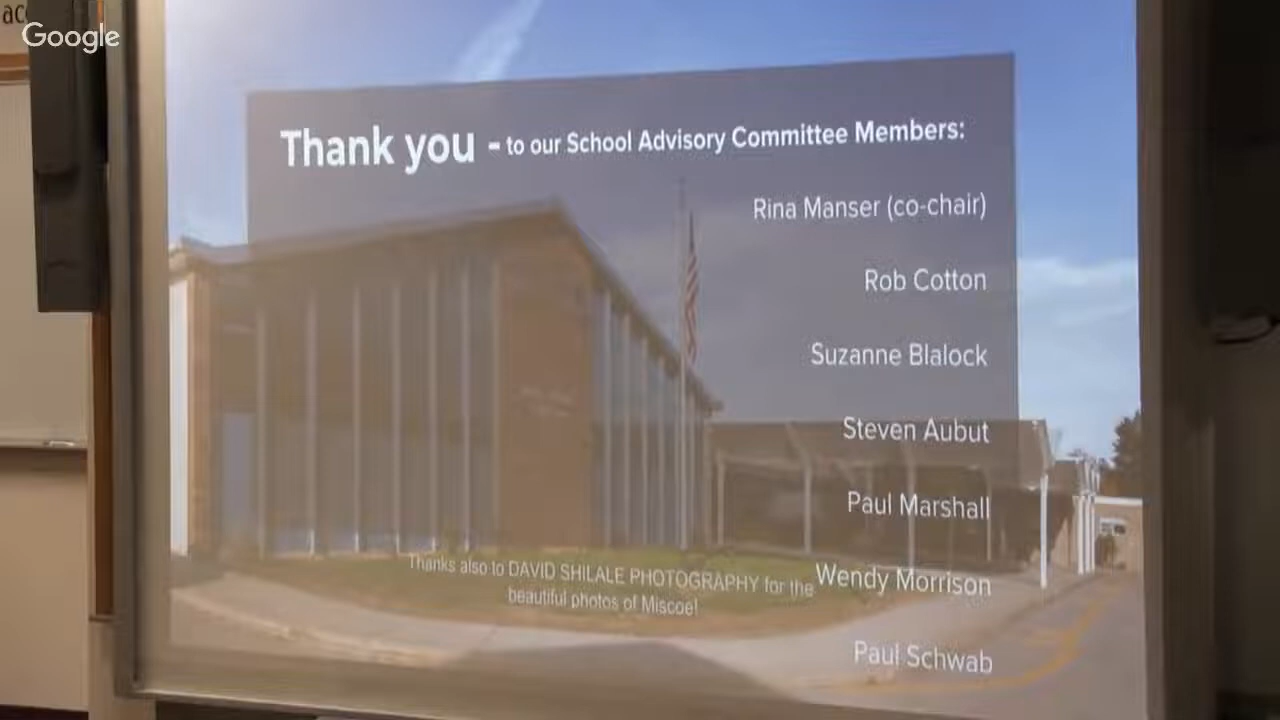 ac
Google
Thank you - to our School Advisory Committee Members:
Rina Manser (co-chair)
Rob Cotton
Suzanne Blalock
Steven Aubut
Paul Marshall
Wendy Morrison
Paul Schwab
Thanks also to DAVID SHILALE PHOTOGRAPHY for the
beautiful photos of Miscoe!